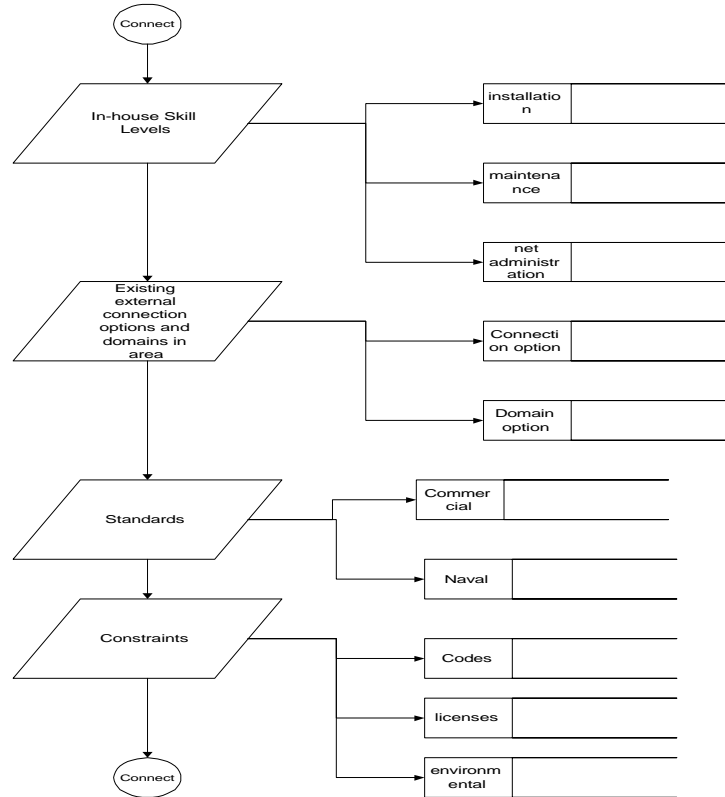 Connect
In-house Skill
Levels
installatio
n
maintena
nce
net
administr
ation
Existing
external
connection
options and
domains in
area
Connecti
on option
Domain
option
Standards
Commer
cial
Naval
Constraints
Codes
licenses
environm
ental
Connect